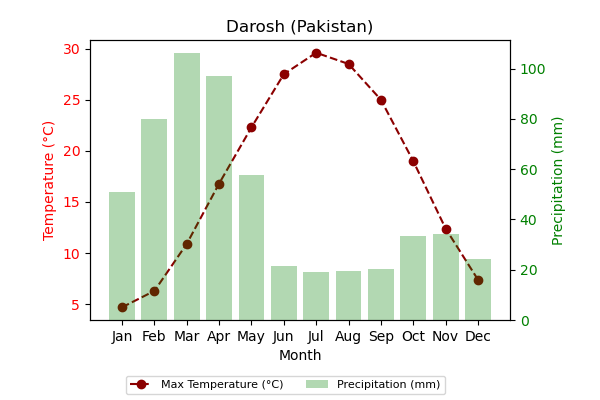 Darosh (Pakistan)
30
25
20
15
10
5
Temperature (°C)
100
80
60
40
20
0
Precipitation (mm)
Jan Feb Mar Apr May Jun Jul Aug Sep Oct Nov Dec
Month
Max Temperature (°C) Precipitation (mm)